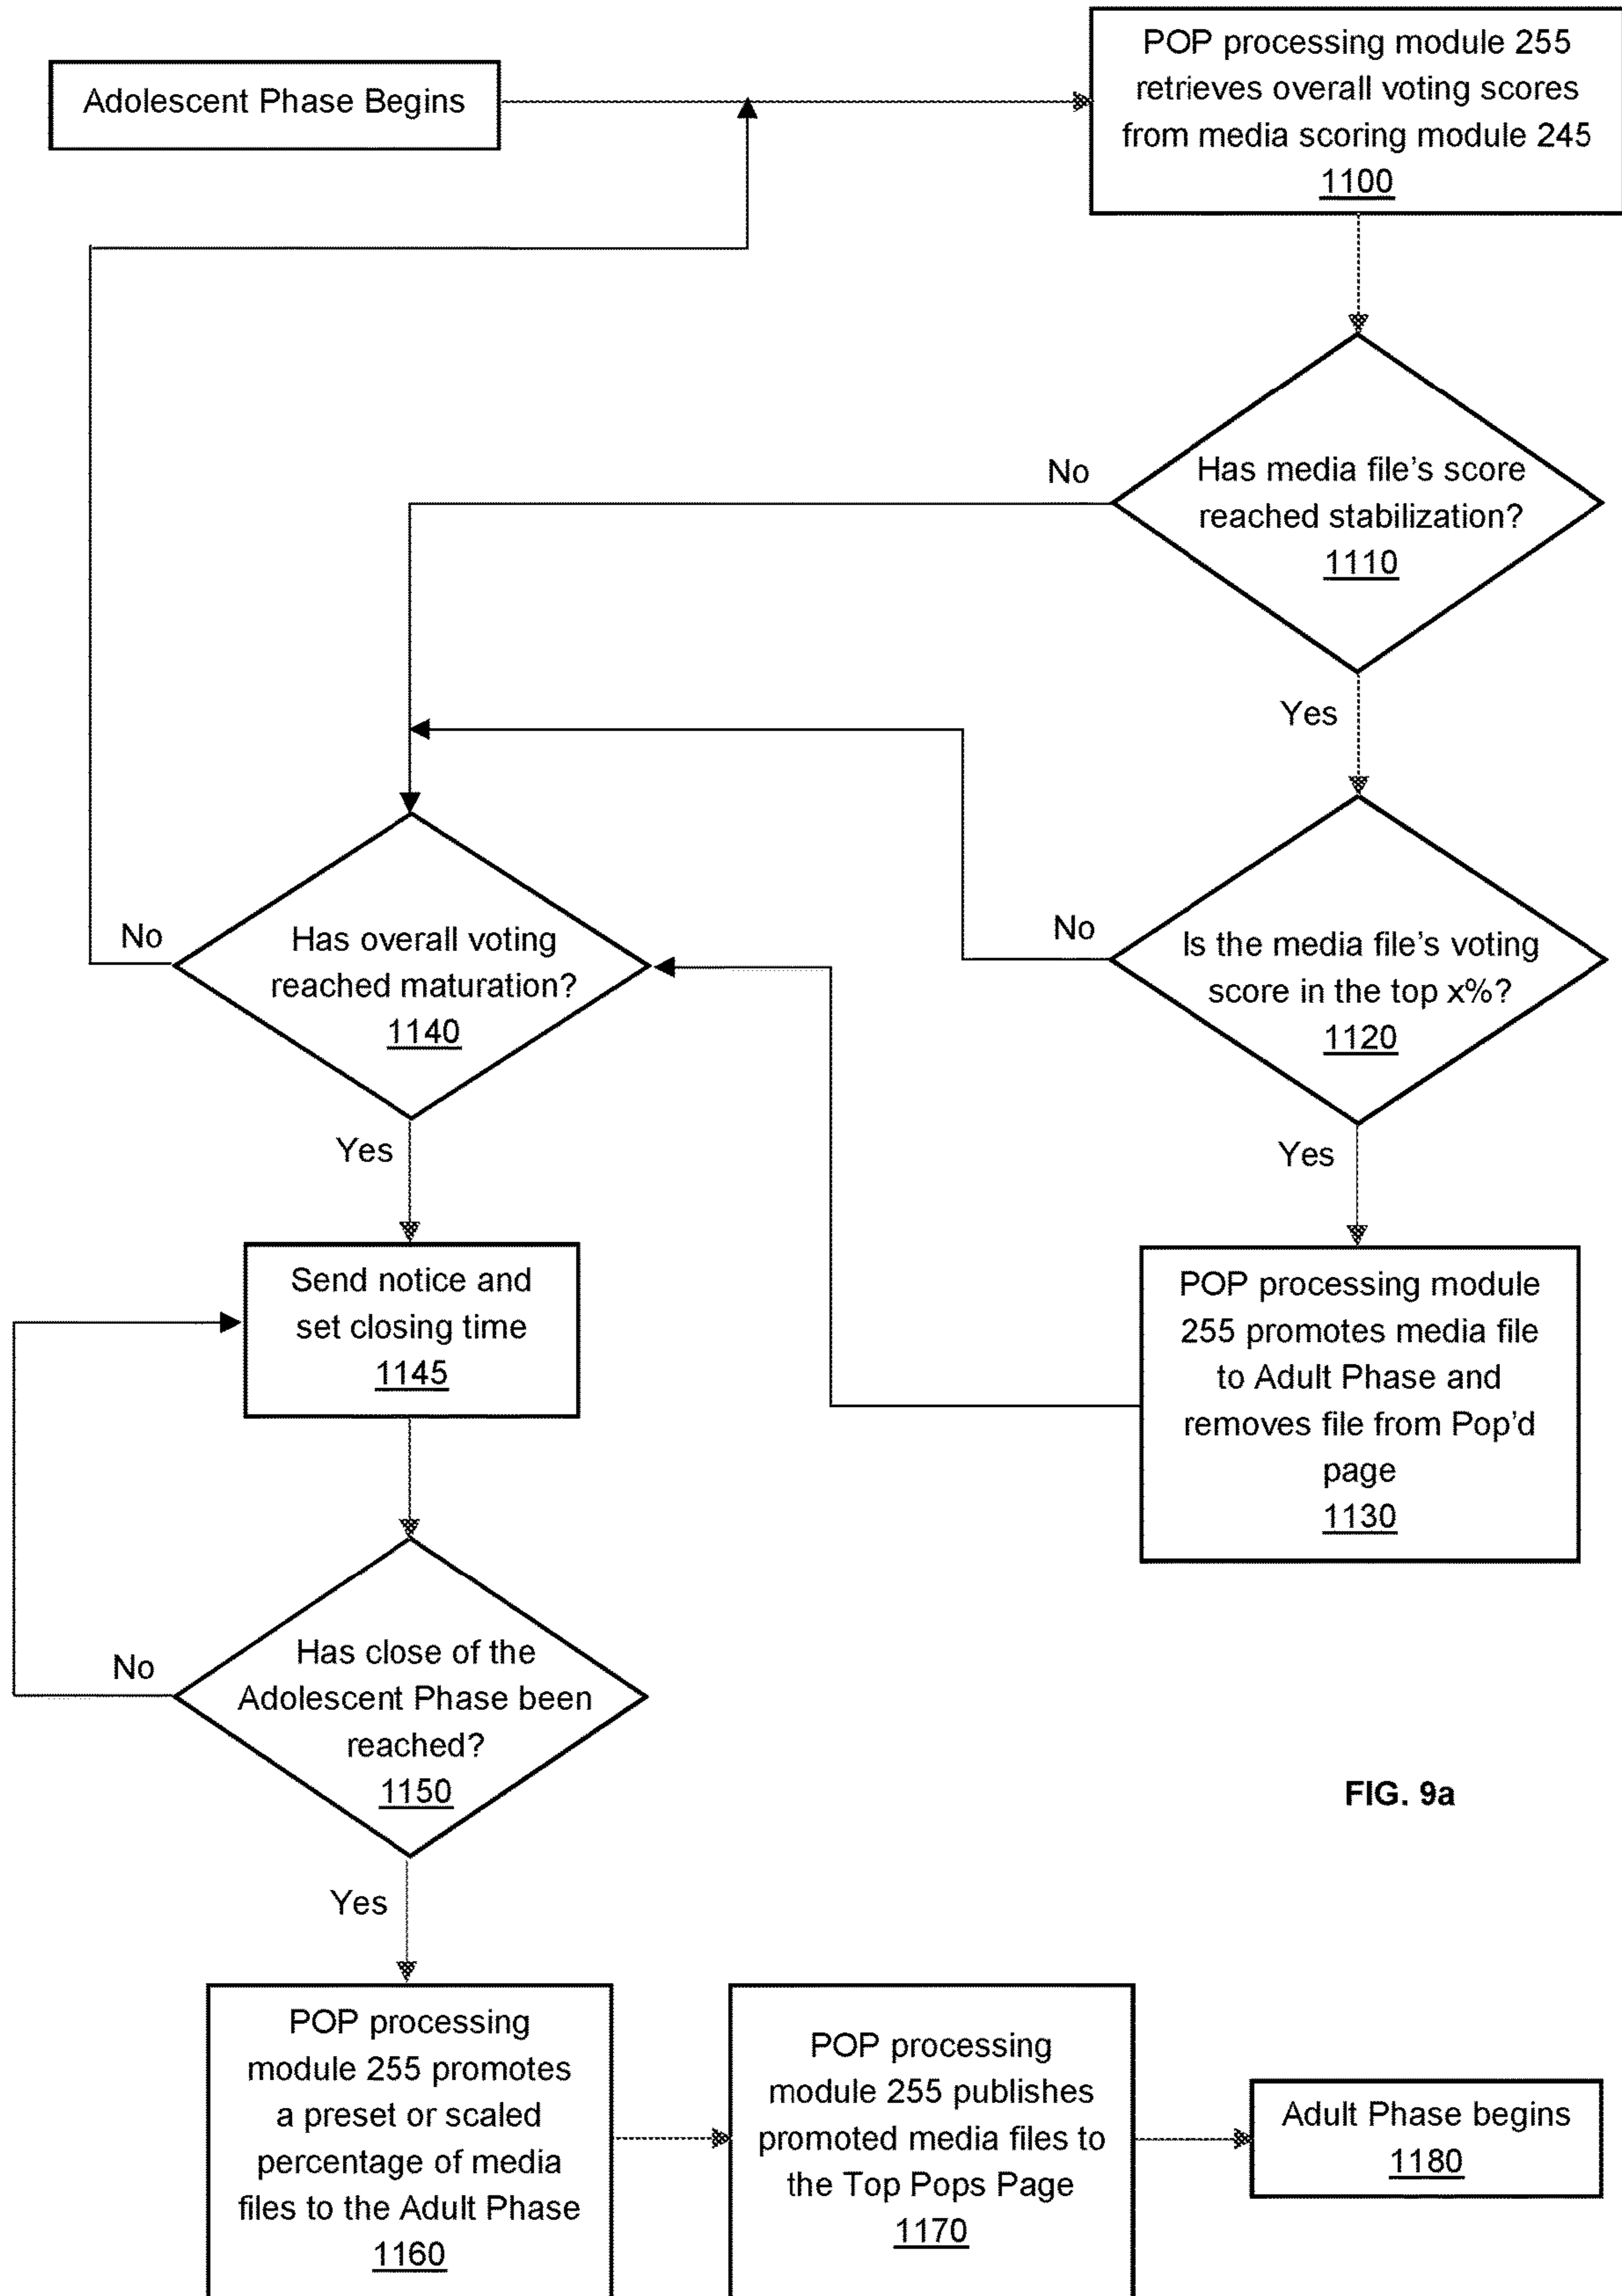 Adolescent Phase Begins
POP processing module 255
retrieves overall voting scores
from media scoring module 245
1100
Has media file's score
reached stabilization?
1110
No
Yes
Is the media file's voting
score in the top x%?
1120
No
Yes
POP processing module
255 promotes media file
to Adult Phase and
removes file from Pop'd
page
1130
Has overall voting
reached maturation?
1140
No
Yes
Send notice and
set closing time
1145
Has close of the
Adolescent Phase been
reached?
1150
No
Yes
POP processing
module 255 promotes
a preset or scaled
percentage of media
files to the Adult Phase
1160
POP processing
module 255 publishes
promoted media files to
the Top Pops Page
1170
Adult Phase begins
1180
FIG. 9a